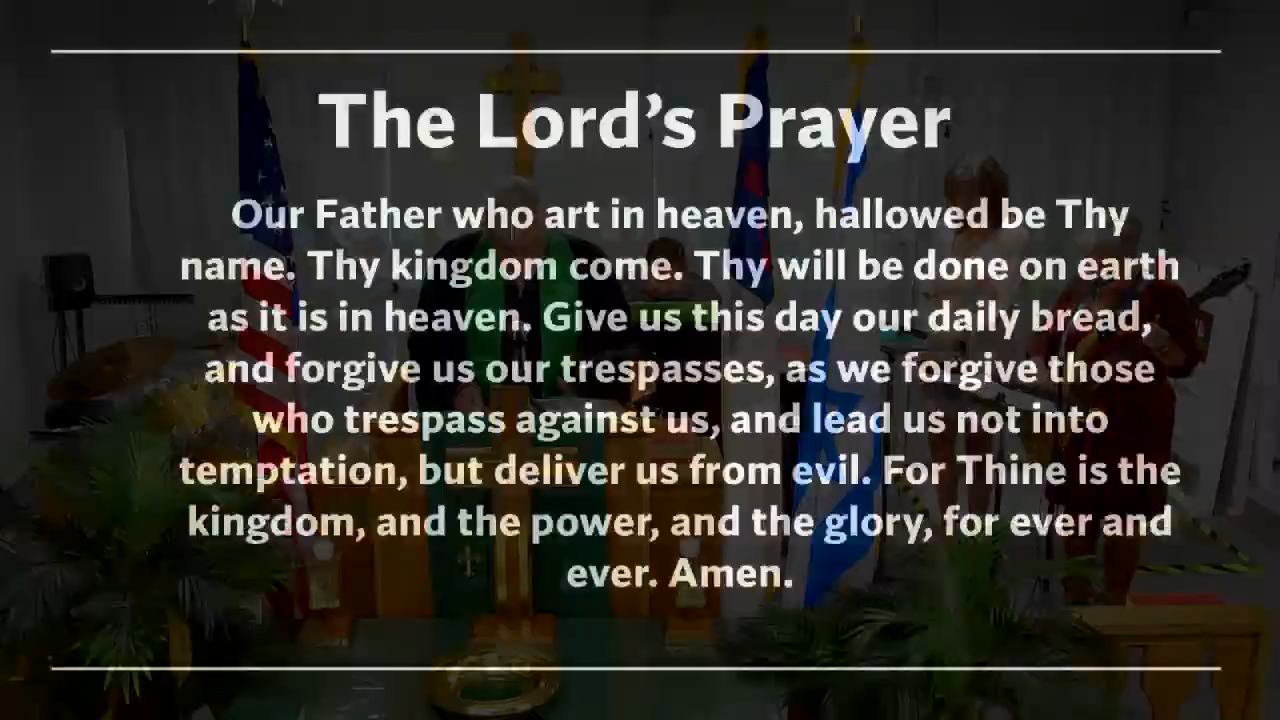 The Lord’s Prayer
Our Father who art in heaven, hallowed be Thy
name. Thy kingdom come. Thy will be done on earth
as it is in heaven. Give us this day our daily bread,
and forgive us our trespasses, as we forgive those
who trespass against us, and lead us not into
temptation, but deliver us from evil. For Thine is the
kingdom, and the power, and the glory, for ever and
ever. Amen.